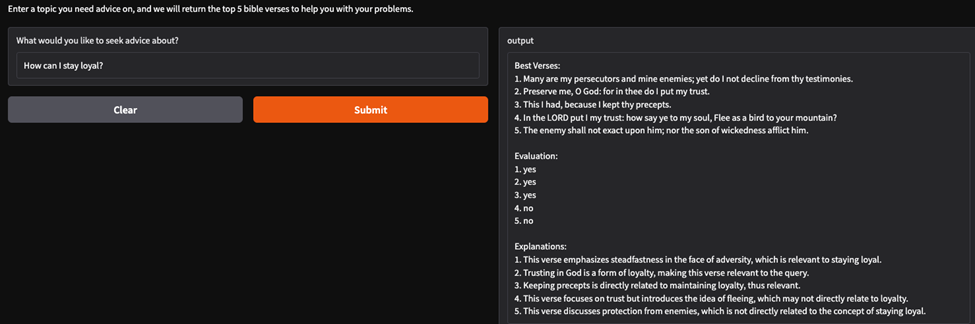 Enter a topic you need advice on, and we will return the top 5 bible verses to help you with your problems.
What would you like to seek advice about?
How can I stay loyal?
Clear
Submit
output
Best Verses:
1. Many are my persecutors and mine enemies; yet do I not decline from thy testimonies.
2. Preserve me, O God: for in thee do I put my trust.
3. This I had, because I kept thy precepts.
4. In the LORD put I my trust: how say ye to my soul, Flee as a bird to your mountain?
5. The enemy shall not exact upon him; nor the son of wickedness afflict him.
Evaluation:
1. yes
2. yes
3. yes
4. no
5. no
Explanations:
1. This verse emphasizes steadfastness in the face of adversity, which is relevant to staying loyal.
2. Trusting in God is a form of loyalty, making this verse relevant to the query.
3. Keeping precepts is directly related to maintaining loyalty, thus relevant.
4. This verse focuses on trust but introduces the idea of fleeing, which may not directly relate to loyalty.
5. This verse discusses protection from enemies, which is not directly related to the concept of staying loyal.